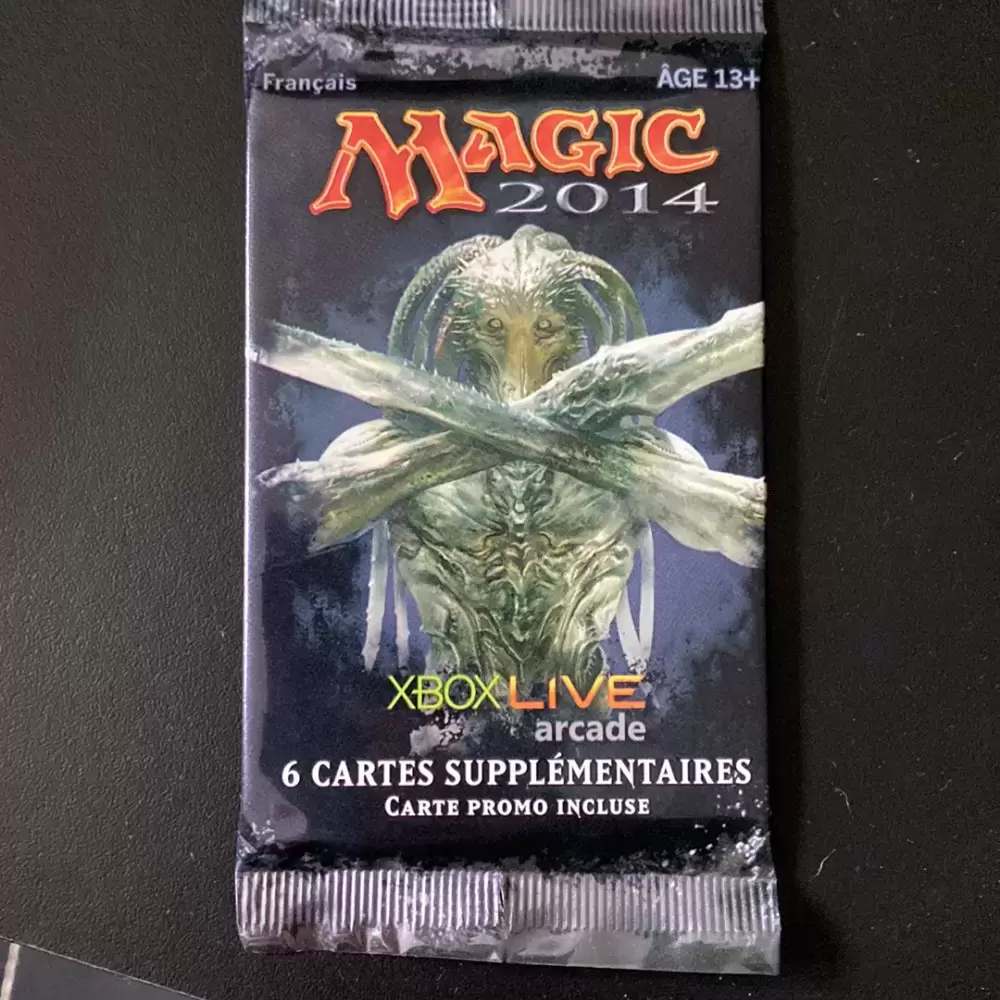 Français
ÂGE 13+
MAGIC
2014
XBOX LIVE
arcade
6 CARTES SUPPLÉMENTAIRES
CARTE PROMO INCLUSE